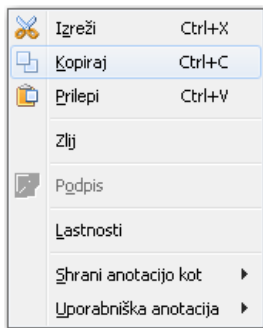 Izreži Ctrl+X
Kopiraj Ctrl+C
Prilepi Ctrl+V
Zlij
Podpis
Lastnosti
Shrani anotacijo kot
Uporabniška anotacija